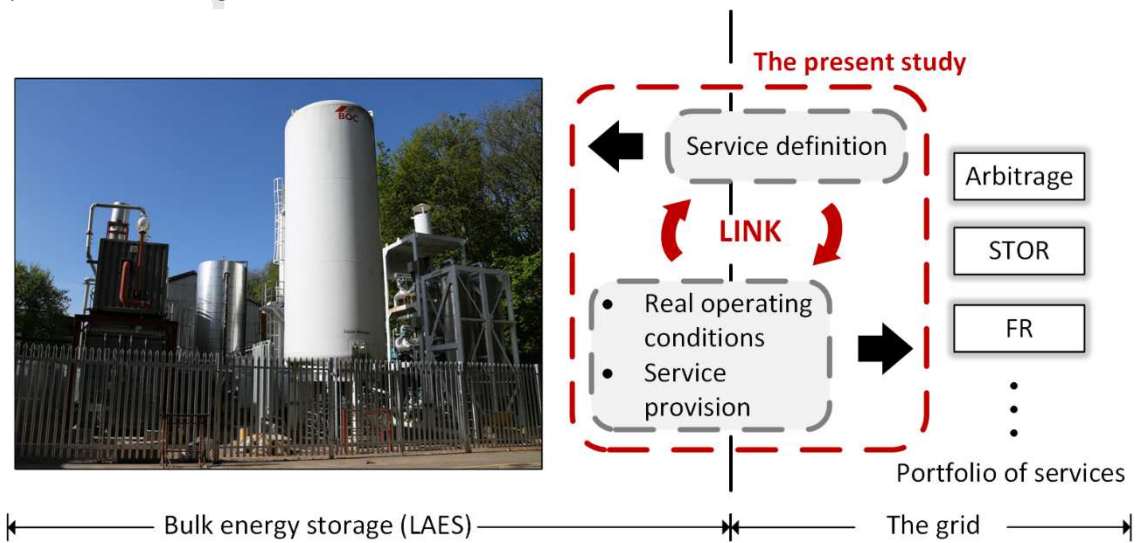 The present study
BOC
Service definition
Arbitrage
LINK
STOR
• Real operating
conditions
• Service
provision
FR
Portfolio of services
Bulk energy storage (LAES)
The grid